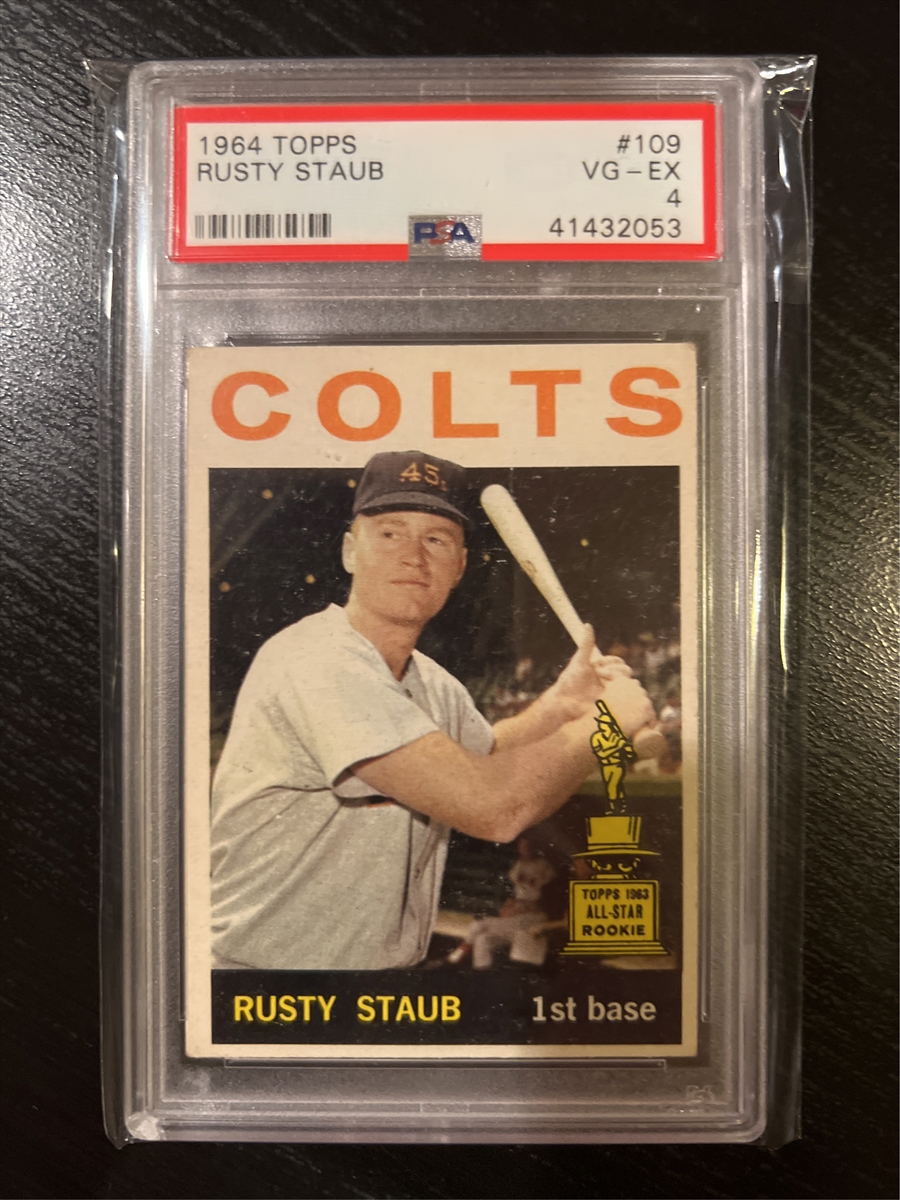 1964 TOPPS #109
RUSTY STAUB VG-EX
4
PSA 41432053
COLTS
.45s
TOPPS 1963
ALL-STAR
ROOKIE
RUSTY STAUB 1st base